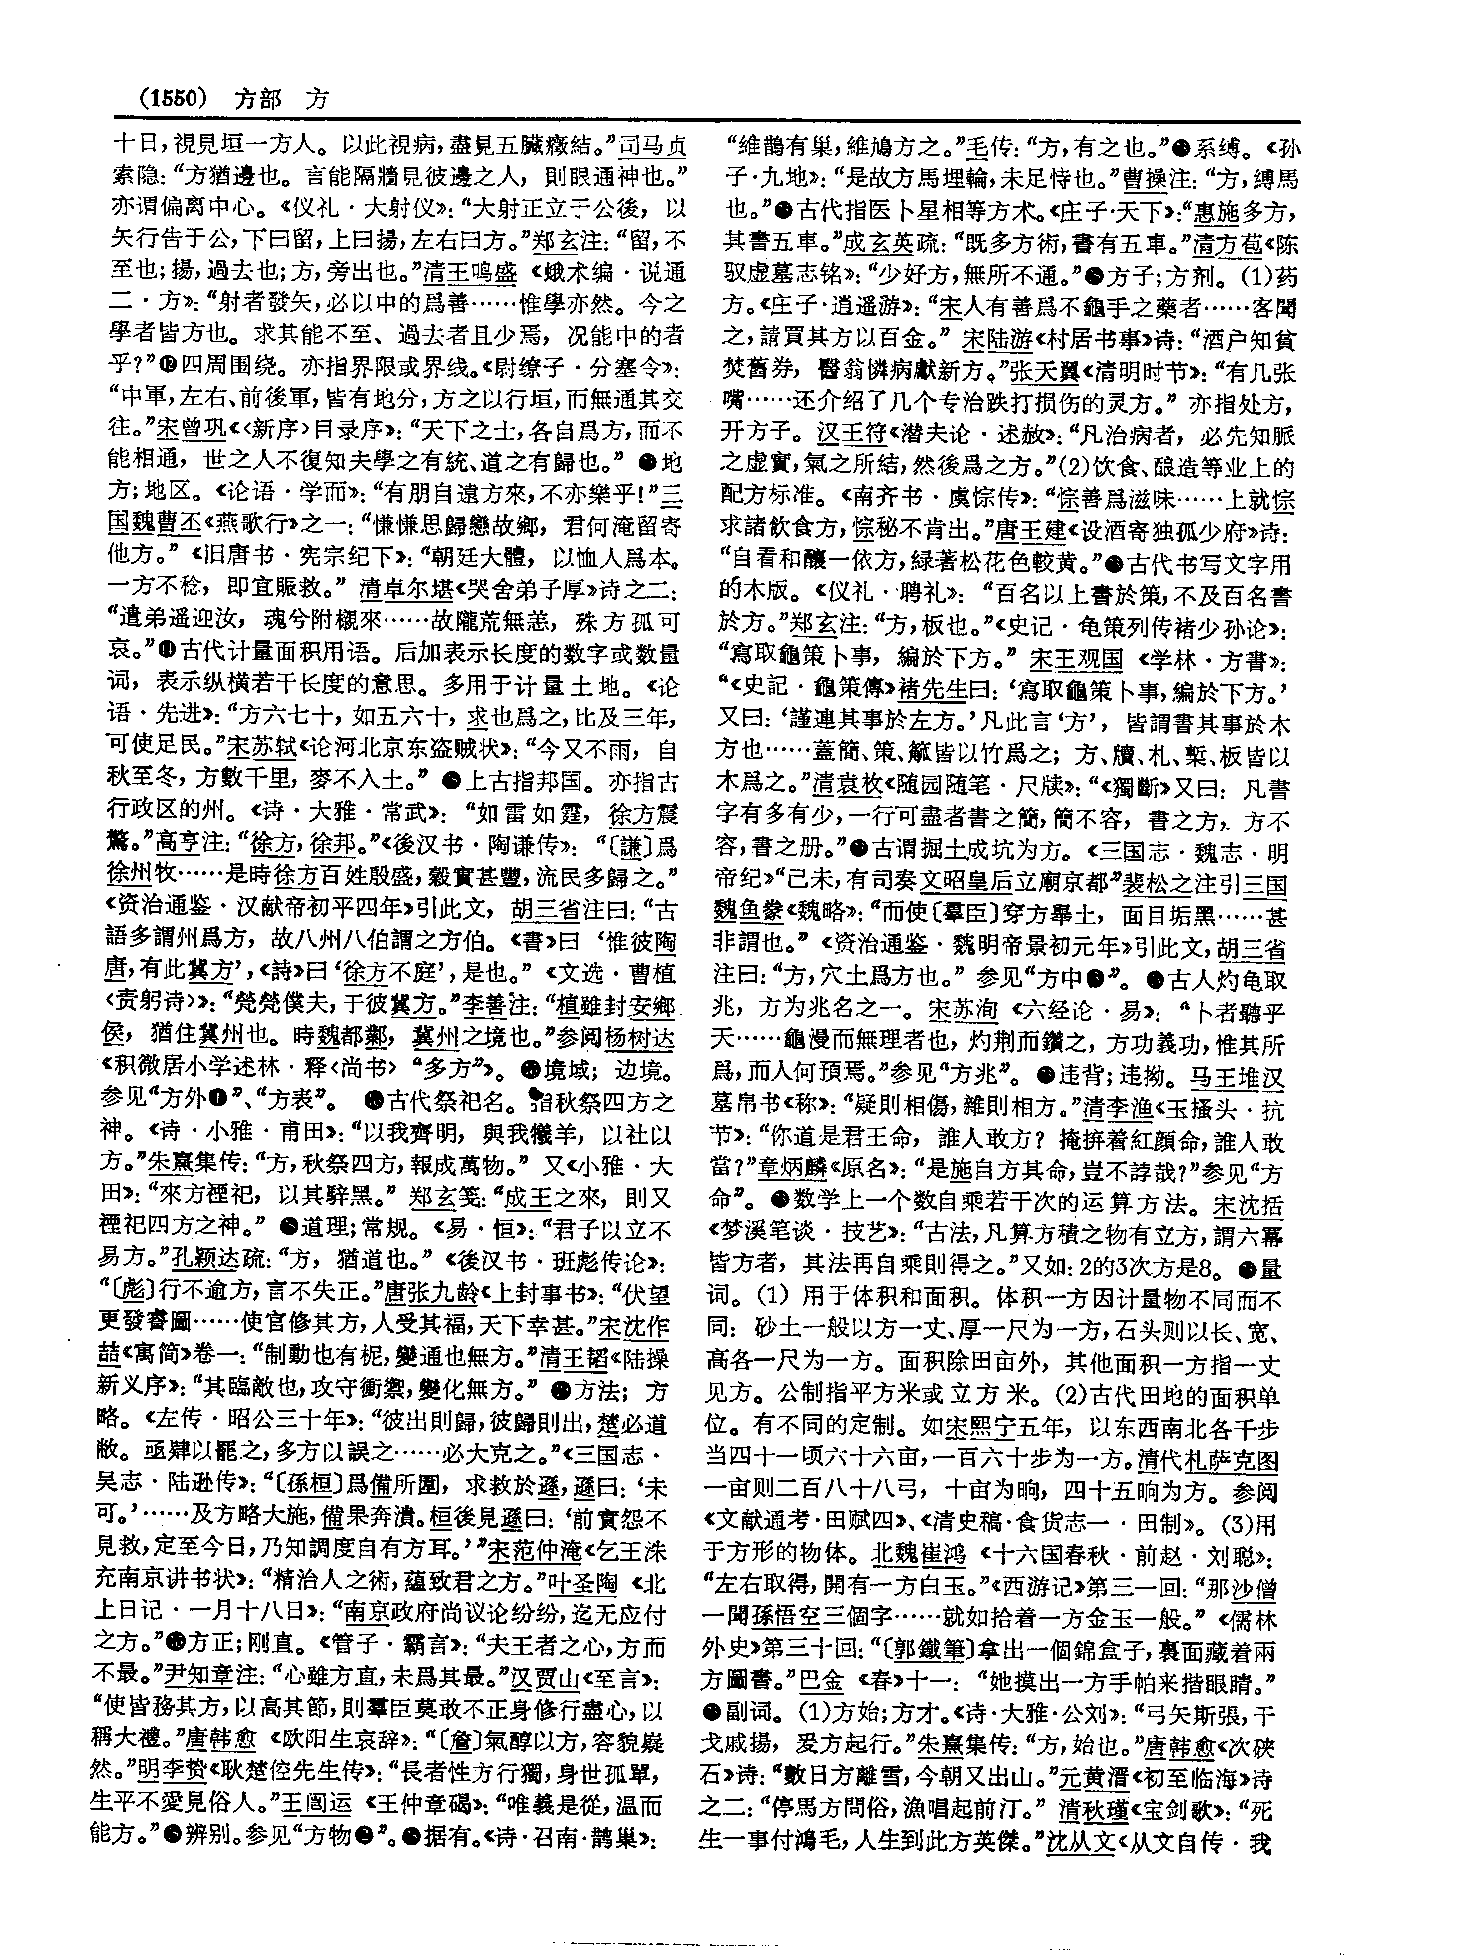 (1550) 方部 方
十日，視見垣一方人。以此視病，盡見五臟癥結。”司马贞
索隐：“方猶邊也。言能隔牆見彼邊之人，則眼通神也。”
亦谓偏离中心。《仪礼·大射仪》：“大射正立于公後，以
矢行告于公，下曰留，上曰揚，左右曰方。”郑玄注：“留，不
至也；揚，過去也；方，旁出也。”清王鸣盛《蛾术编·说通
二·方》：“射者發矢，必以中的爲善……惟學亦然。今之
學者皆方也。求其能不至、過去者且少焉，况能中的者
乎？”⓬四周围绕。亦指界限或界线。《尉缭子·分塞令》：
“中軍，左右、前後軍，皆有地分，方之以行垣，而無通其交
往。”宋曾巩《〈新序〉目录序》：“天下之士，各自爲方，而不
能相通，世之人不復知夫學之有統、道之有歸也。”●地
方；地区。《论语·学而》：“有朋自遠方來，不亦樂乎！”三
国魏曹丕《燕歌行》之一：“慊慊思歸戀故鄉，君何淹留寄
他方。”《旧唐书·宪宗纪下》：“朝廷大體，以恤人爲本。
一方不稔，即宜賑救。”清卓尔堪《哭舍弟子厚》诗之二：
“遣弟遥迎汝，魂兮附櫬來……故隴荒無恙，殊方孤可
哀。”⓮古代计量面积用语。后加表示长度的数字或数量
词，表示纵横若干长度的意思。多用于计量土地。《论
语·先进》：“方六七十，如五六十，求也爲之，比及三年，
可使足民。”宋苏轼《论河北京东盗贼状》：“今又不雨，自
秋至冬，方數千里，麥不入土。”●上古指邦国。亦指古
行政区的州。《诗·大雅·常武》：“如雷如霆，徐方震
驚。”高亨注：“徐方，徐邦。”《後汉书·陶谦传》：“〔謙〕爲
徐州牧……是時徐方百姓殷盛，穀實甚豐，流民多歸之。”
《资治通鉴·汉献帝初平四年》引此文，胡三省注曰：“古
語多謂州爲方，故八州八伯謂之方伯。《書》曰‘惟彼陶
唐，有此冀方’，《詩》曰‘徐方不庭’，是也。”《文选·曹植
〈责躬诗〉》：“煢煢僕夫，于彼冀方。”李善注：“植雖封安鄉
侯，猶住冀州也。時魏都鄴，冀州之境也。”参阅杨树达
《积微居小学述林·释〈尚书〉“多方”》。●境域；边境。
参见“方外❶”、“方表”。●古代祭祀名。指秋祭四方之
神。《诗·小雅·甫田》：“以我齊明，與我犧羊，以社以
方。”朱熹集传：“方，秋祭四方，報成萬物。”又《小雅·大
田》：“來方禋祀，以其騂黑。”郑玄笺：“成王之來，則又
禋祀四方之神。”●道理；常规。《易·恒》：“君子以立不
易方。”孔颖达疏：“方，猶道也。”《後汉书·班彪传论》：
“〔彪〕行不逾方，言不失正。”唐张九龄《上封事书》：“伏望
更發睿圖……使官修其方，人受其福，天下幸甚。”宋沈作
喆《寓简》卷一：“制動也有柅，變通也無方。”清王韬《陆操
新义序》：“其臨敵也，攻守衝禦，變化無方。”●方法；方
略。《左传·昭公三十年》：“彼出則歸，彼歸則出，楚必道
敝。亟肄以罷之，多方以誤之……必大克之。”《三国志·
吴志·陆逊传》：“〔孫桓〕爲備所圍，求救於遜，遜曰：‘未
可。’……及方略大施，備果奔潰。桓後見遜曰：‘前實怨不
見救，定至今日，乃知調度自有方耳。’”宋范仲淹《乞王洙
充南京讲书状》：“精治人之術，蘊致君之方。”叶圣陶《北
上日记·一月十八日》：“南京政府尚议论纷纷，迄无应付
之方。”●方正；刚直。《管子·霸言》：“夫王者之心，方而
不最。”尹知章注：“心雖方直，未爲其最。”汉贾山《至言》：
“使皆務其方，以高其節，則羣臣莫敢不正身修行盡心，以
稱大禮。”唐韩愈《欧阳生哀辞》：“〔詹〕氣醇以方，容貌嶷
然。”明李贽《耿楚倥先生传》：“長者性方行獨，身世孤單，
生平不愛見俗人。”王闿运《王仲章碣》：“唯義是從，温而
能方。”●辨别。参见“方物●”。●据有。《诗·召南·鹊巢》：
“維鵲有巢，維鳩方之。”毛传：“方，有之也。”●系缚。《孙
子·九地》：“是故方馬埋輪，未足恃也。”曹操注：“方，縛馬
也。”●古代指医卜星相等方术。《庄子·天下》：“惠施多方，
其書五車。”成玄英疏：“既多方術，書有五車。”清方苞《陈
驭虚墓志铭》：“少好方，無所不通。”●方子；方剂。(1)药
方。《庄子·逍遥游》：“宋人有善爲不龜手之藥者……客聞
之，請買其方以百金。”宋陆游《村居书事》诗：“酒户知貧
焚舊券，醫翁憐病獻新方。”张天翼《清明时节》：“有几张
嘴……还介绍了几个专治跌打损伤的灵方。”亦指处方，
开方子。汉王符《潜夫论·述赦》：“凡治病者，必先知脈
之虚實，氣之所結，然後爲之方。”(2)饮食、酿造等业上的
配方标准。《南齐书·虞悰传》：“悰善爲滋味……上就悰
求諸飲食方，悰秘不肯出。”唐王建《设酒寄独孤少府》诗：
“自看和釀一依方，緑著松花色較黄。”●古代书写文字用
的木版。《仪礼·聘礼》：“百名以上書於策，不及百名書
於方。”郑玄注：“方，板也。”《史记·龟策列传褚少孙论》：
“寫取龜策卜事，編於下方。”宋王观国《学林·方書》：
“《史記·龜策傳》褚先生曰：‘寫取龜策卜事，編於下方。’
又曰：‘謹連其事於左方。’凡此言‘方’，皆謂書其事於木
方也……蓋簡、策、觚皆以竹爲之；方、牘、札、槧、板皆以
木爲之。”清袁枚《随园随笔·尺牍》：“《獨斷》又曰：凡書
字有多有少，一行可盡者書之簡，簡不容，書之方，方不
容，書之册。”●古谓掘土成坑为方。《三国志·魏志·明
帝纪》“己未，有司奏文昭皇后立廟京都”裴松之注引三国
魏鱼豢《魏略》：“而使〔羣臣〕穿方舉土，面目垢黑……甚
非謂也。”《资治通鉴·魏明帝景初元年》引此文，胡三省
注曰：“方，穴土爲方也。”参见“方中●”。●古人灼龟取
兆，方为兆名之一。宋苏洵《六经论·易》：“卜者聽乎
天……龜漫而無理者也，灼荆而鑽之，方功義功，惟其所
爲，而人何預焉。”参见“方兆”。●违背；违拗。马王堆汉
墓帛书《称》：“疑則相傷，雜則相方。”清李渔《玉搔头·抗
节》：“你道是君王命，誰人敢方？掩拚着紅顔命，誰人敢
當？”章炳麟《原名》：“是施自方其命，豈不誖哉？”参见“方
命”。●数学上一个数自乘若干次的运算方法。宋沈括
《梦溪笔谈·技艺》：“古法，凡算方積之物有立方，謂六冪
皆方者，其法再自乘則得之。”又如：2的3次方是8。●量
词。(1)用于体积和面积。体积一方因计量物不同而不
同：砂土一般以方一丈、厚一尺为一方，石头则以长、宽、
高各一尺为一方。面积除田亩外，其他面积一方指一丈
见方。公制指平方米或立方米。(2)古代田地的面积单
位。有不同的定制。如宋熙宁五年，以东西南北各千步
当四十一顷六十六亩，一百六十步为一方。清代札萨克图
一亩则二百八十八弓，十亩为晌，四十五晌为方。参阅
《文献通考·田赋四》、《清史稿·食货志一·田制》。(3)用
于方形的物体。北魏崔鸿《十六国春秋·前赵·刘聪》：
“左右取得，開有一方白玉。”《西游记》第三一回：“那沙僧
一聞孫悟空三個字……就如拾着一方金玉一般。”《儒林
外史》第三十回：“〔郭鐵筆〕拿出一個錦盒子，裏面藏着兩
方圖書。”巴金《春》十一：“她摸出一方手帕来揩眼睛。”
●副词。(1)方始；方才。《诗·大雅·公刘》：“弓矢斯張，干
戈戚揚，爰方起行。”朱熹集传：“方，始也。”唐韩愈《次硖
石》诗：“數日方離雪，今朝又出山。”元黄溍《初至临海》诗
之二：“停馬方問俗，漁唱起前汀。”清秋瑾《宝剑歌》：“死
生一事付鴻毛，人生到此方英傑。”沈从文《从文自传·我